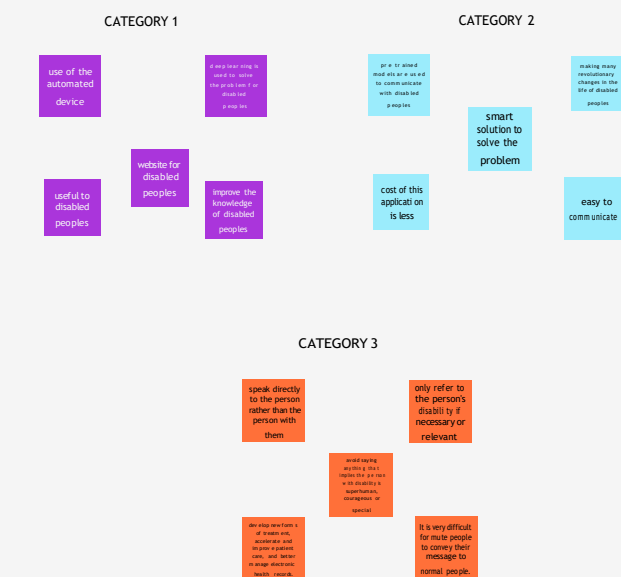 CATEGORY 1
use of the
automated
device
deep learning is
used to solve
the problem for
disabled
peoples
website for
disabled
peoples
useful to
disabled
peoples
improve the
knowledge
of disabled
peoples
CATEGORY 2
pre trained
models are used
to communicate
with disabled
peoples
making many
revolutionary
changes in the
life of disabled
peoples
smart
solution to
solve the
problem
cost of this
application
is less
easy to
communicate
CATEGORY 3
speak directly
to the person
rather than the
person with
them
only refer to
the person's
disability if
necessary or
relevant
avoid saying
anything that
implies the person
with disability is
superhuman,
courageous or
special
develop new forms
of treatment,
accelerate and
improve patient
care, and better
manage electronic
health records.
It is very difficult
for mute people
to convey their
message to
normal people.